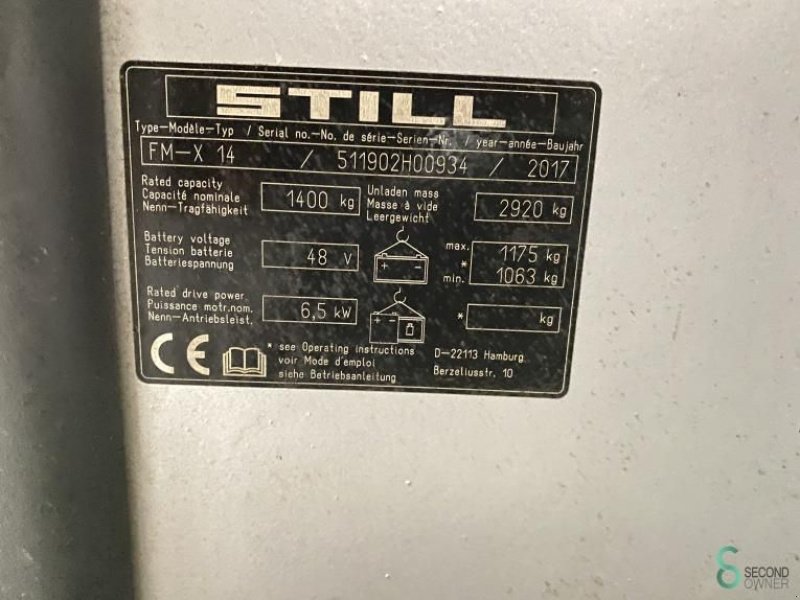 STILL
Type-Modèle-Typ / Serial no.-No. de série-Serien-Nr. / year-année-Baujahr
FM-X 14 / 511902H00934 / 2017
Rated capacity
Capacité nominale
Nenn-Tragfähigkeit
1400 kg
Unladen mass
Masse à vide
Leergewicht
2920 kg
Battery voltage
Tension batterie
Batteriespannung
48 V
+ -
max. 1175 kg
*
min. 1063 kg
Rated drive power
Puissance motr.nom.
Nenn-Antriebsleist.
6,5 kW
+ -
* kg
CE
* see Operating instructions
voir Mode d'emploi
siehe Betriebsanleitung
D-22113 Hamburg
Berzeliusstr. 10
SECOND
OWNER